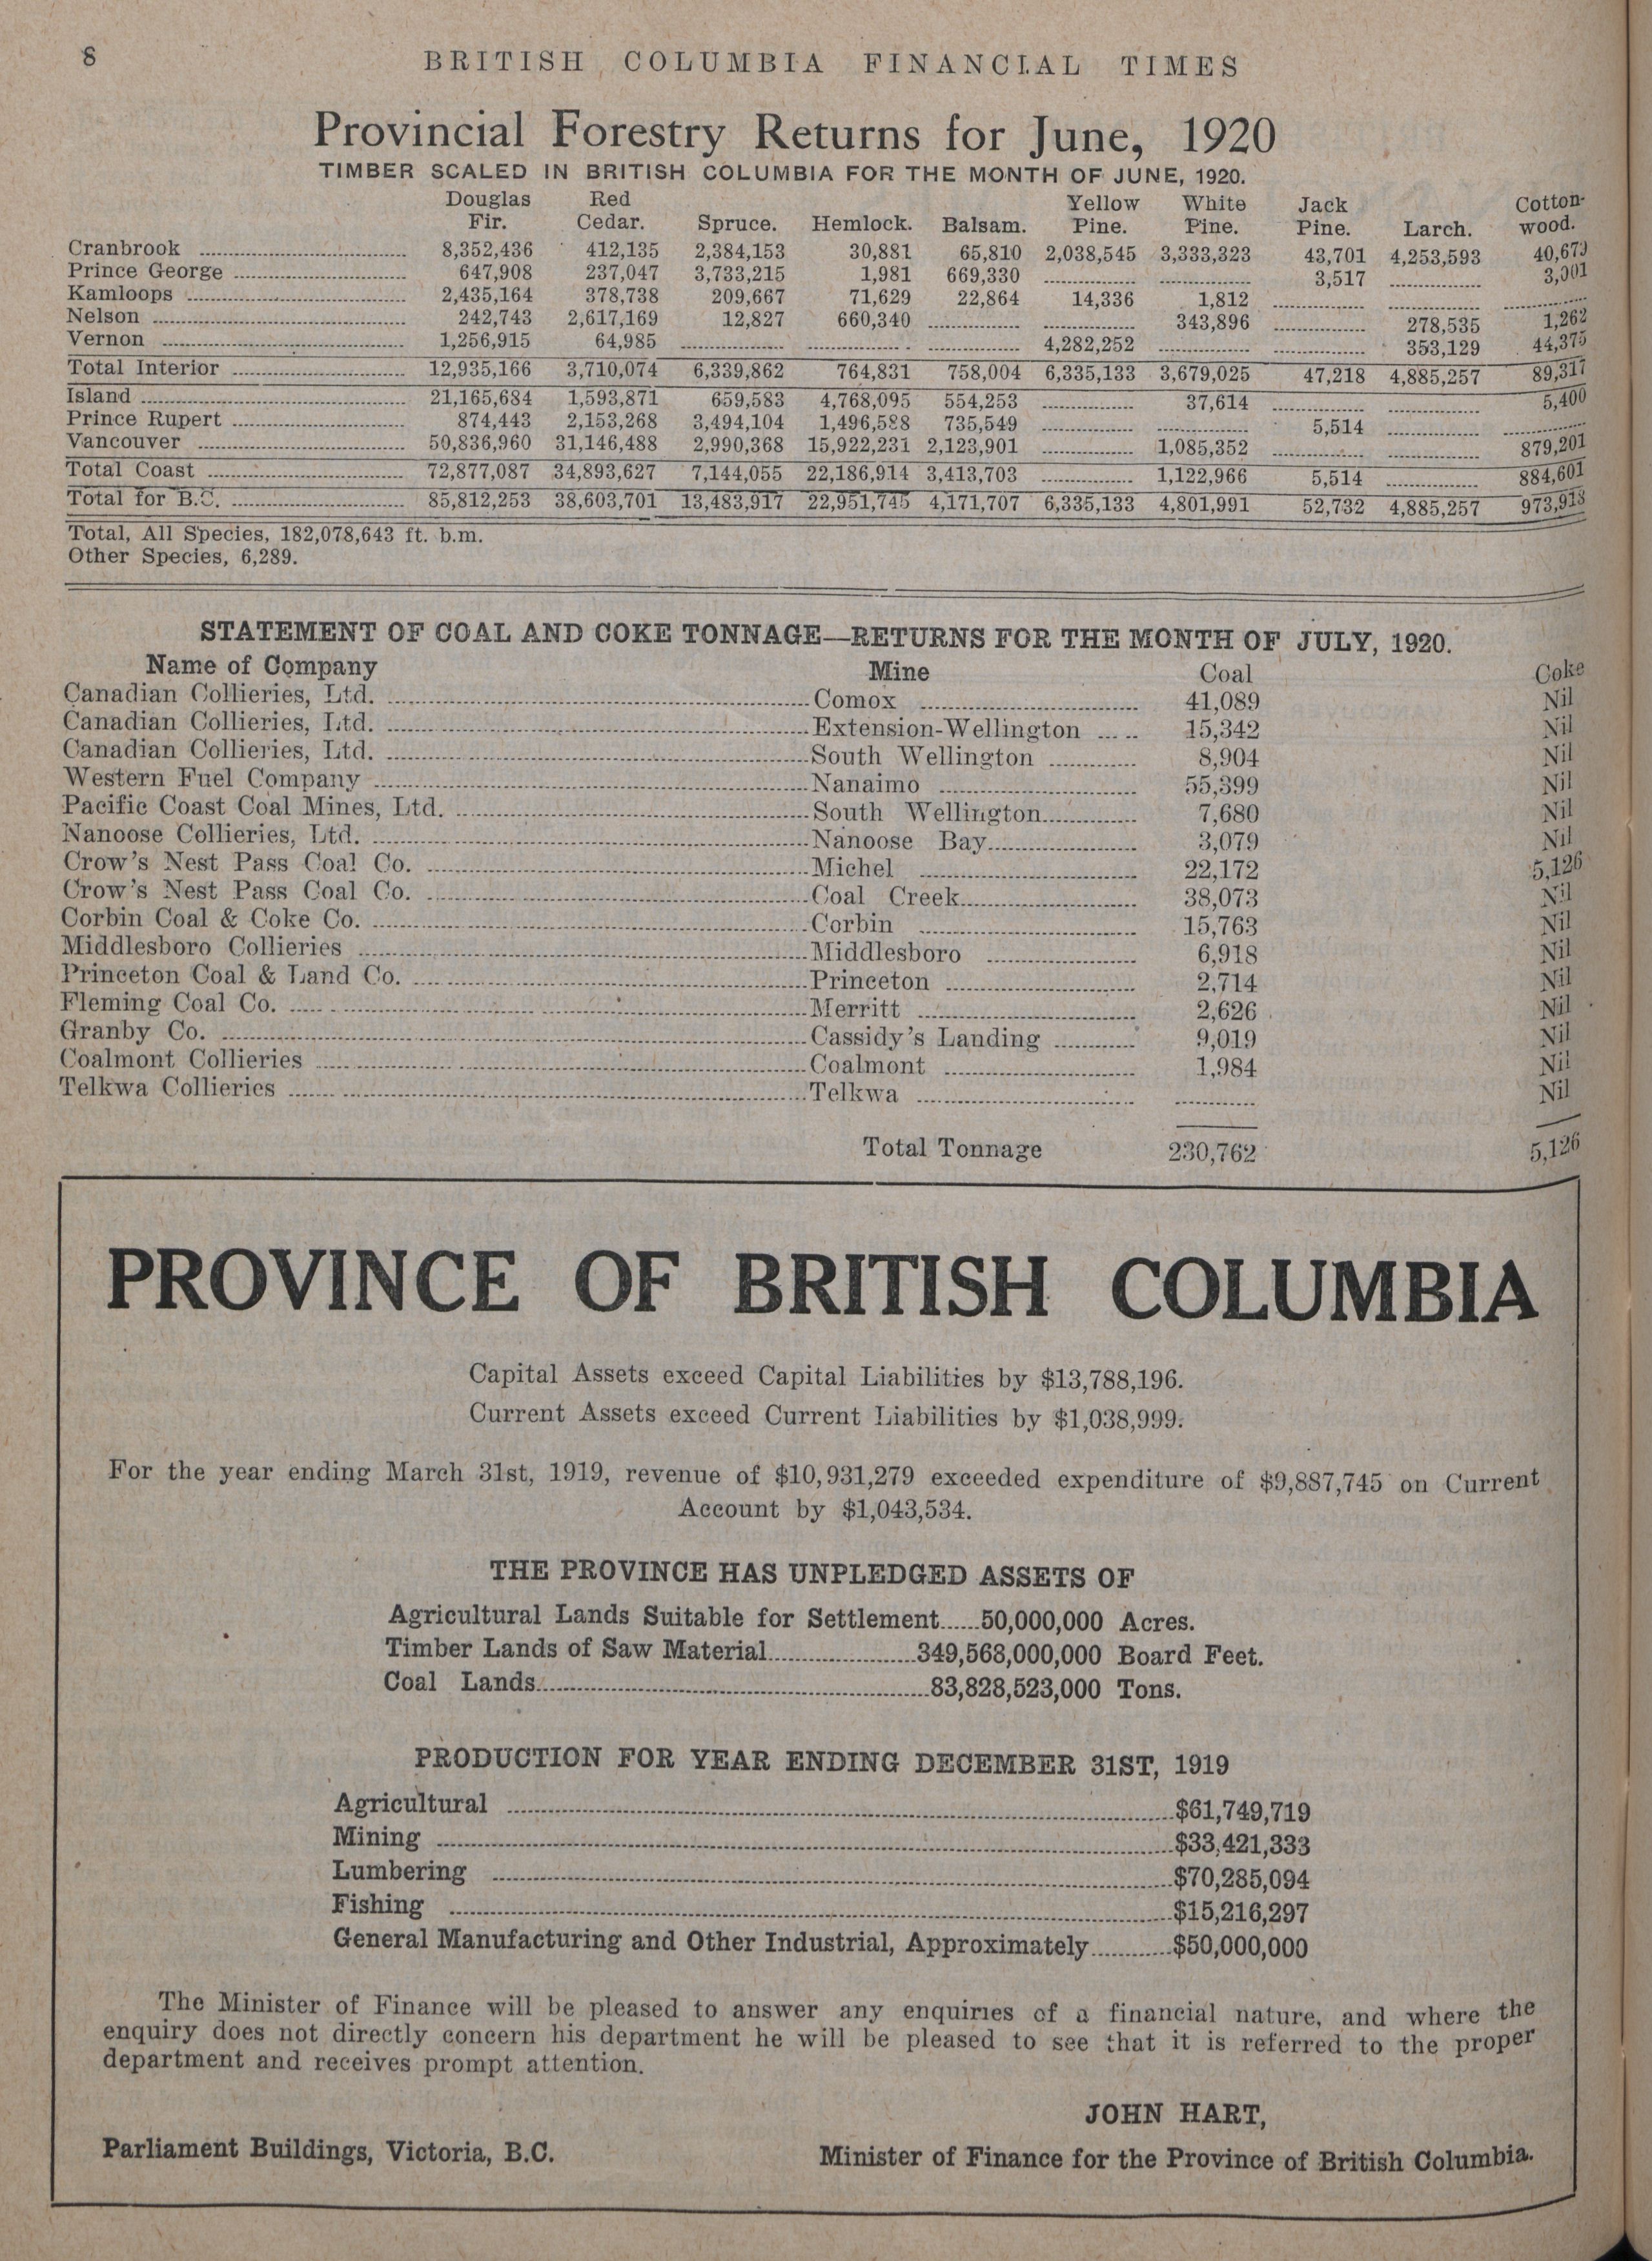 8
BRITISH COLUMBIA FINANCIAL TIMES
Provincial Forestry Returns for June, 1920
TIMBER SCALED IN BRITISH COLUMBIA FOR THE MONTH OF JUNE, 1920.
Douglas Red Yellow White Jack Cotton-
Fir. Cedar. Spruce. Hemlock. Balsam. Pine. Pine. Pine. Larch. wood.
Cranbrook 8,352,436 412,135 2,384,153 30,881 65,810 2,038,545 3,333,323 43,701 4,253,593 40,679
Prince George 647,908 237,047 3,733,215 1,981 669,330 3,517 3,001
Kamloops 2,435,164 378,738 209,667 71,629 22,864 14,336 1,812
Nelson 242,743 2,617,169 12,827 660,340 343,896 278,535 1,262
Vernon 1,256,915 64,985 4,282,252 353,129 44,375
Total Interior 12,935,166 3,710,074 6,339,862 764,831 758,004 6,335,133 3,679,025 47,218 4,885,257 89,317
Island 21,165,684 1,593,871 659,583 4,768,095 554,253 37,614 5,400
Prince Rupert 874,443 2,153,268 3,494,104 1,496,588 735,549 5,514
Vancouver 50,836,960 31,146,488 2,990,368 15,922,231 2,123,901 1,085,352 879,201
Total Coast 72,877,087 34,893,627 7,144,055 22,186,914 3,413,703 1,122,966 5,514 884,601
Total for B.C. 85,812,253 38,603,701 13,483,917 22,951,745 4,171,707 6,335,133 4,801,991 52,732 4,885,257 973,918
Total, All Species, 182,078,643 ft. b.m.
Other Species, 6,289.
STATEMENT OF COAL AND COKE TONNAGE—RETURNS FOR THE MONTH OF JULY, 1920.
Name of Company Mine Coal Coke
Canadian Collieries, Ltd. Comox 41,089 Nil
Canadian Collieries, Ltd. Extension-Wellington 15,342 Nil
Canadian Collieries, Ltd. South Wellington 8,904 Nil
Western Fuel Company Nanaimo 55,399 Nil
Pacific Coast Coal Mines, Ltd. South Wellington 7,680 Nil
Nanoose Collieries, Ltd. Nanoose Bay 3,079 Nil
Crow's Nest Pass Coal Co. Michel 22,172 5,126
Crow's Nest Pass Coal Co. Coal Creek 38,073 Nil
Corbin Coal & Coke Co. Corbin 15,763 Nil
Middlesboro Collieries Middlesboro 6,918 Nil
Princeton Coal & Land Co. Princeton 2,714 Nil
Fleming Coal Co. Merritt 2,626 Nil
Granby Co. Cassidy's Landing 9,019 Nil
Coalmont Collieries Coalmont 1,984 Nil
Telkwa Collieries Telkwa Nil
Total Tonnage 230,762 5,126
PROVINCE OF BRITISH COLUMBIA
Capital Assets exceed Capital Liabilities by $13,788,196.
Current Assets exceed Current Liabilities by $1,038,999.
For the year ending March 31st, 1919, revenue of $10,931,279 exceeded expenditure of $9,887,745 on Current
Account by $1,043,534.
THE PROVINCE HAS UNPLEDGED ASSETS OF
Agricultural Lands Suitable for Settlement......50,000,000 Acres.
Timber Lands of Saw Material......349,568,000,000 Board Feet.
Coal Lands......83,828,523,000 Tons.
PRODUCTION FOR YEAR ENDING DECEMBER 31ST, 1919
Agricultural $61,749,719
Mining $33,421,333
Lumbering $70,285,094
Fishing $15,216,297
General Manufacturing and Other Industrial, Approximately $50,000,000
The Minister of Finance will be pleased to answer any enquiries of a financial nature, and where the
enquiry does not directly concern his department he will be pleased to see that it is referred to the proper
department and receives prompt attention.
JOHN HART,
Parliament Buildings, Victoria, B.C. Minister of Finance for the Province of British Columbia.